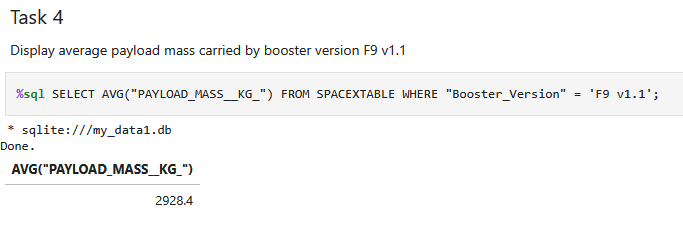 Task 4
Display average payload mass carried by booster version F9 v1.1
%sql SELECT AVG("PAYLOAD_MASS__KG_") FROM SPACEXTABLE WHERE "Booster_Version" = 'F9 v1.1';
* sqlite:///my_data1.db
Done.
AVG("PAYLOAD_MASS__KG_")
2928.4